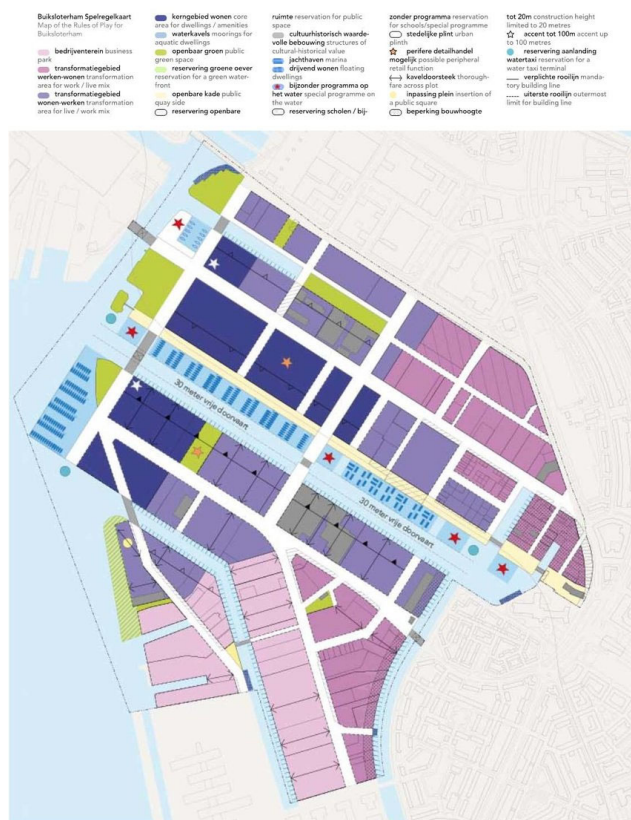 Buiksloterham Spelregelkaart
Map of the Rules of Play for
Buiksloterham
bedrijventerein business
park
transformatiegebied
werken-wonen transformation
area for work / live mix
transformatiegebied
wonen-werken transformation
area for live / work mix
kerngebied wonen core
area for dwellings / amenities
waterkavels moorings for
aquatic dwellings
openbaar groen public
green space
reservering groene oever
reservation for a green water-
front
openbare kade public
quay side
reservering openbare
ruimte reservation for public
space
cultuurhistorisch waarde-
volle bebouwing structures of
cultural-historical value
jachthaven marina
drijvend wonen floating
dwellings
bijzonder programma op
het water special programme on
the water
reservering scholen / bij-
zonder programma reservation
for schools/special programme
stedelijke plint urban
plinth
perifere detailhandel
mogelijk possible peripheral
retail function
kaveldoorsteek thorough-
fare across plot
inpassing plein insertion of
a public square
beperking bouwhoogte
tot 20m construction height
limited to 20 metres
accent tot 100m accent up
to 100 metres
reservering aanlanding
watertaxi reservation for a
water taxi terminal
verplichte rooilijn manda-
tory building line
uiterste rooilijn outermost
limit for building line
30 meter vrije doorvaart
30 meter vrije doorvaart